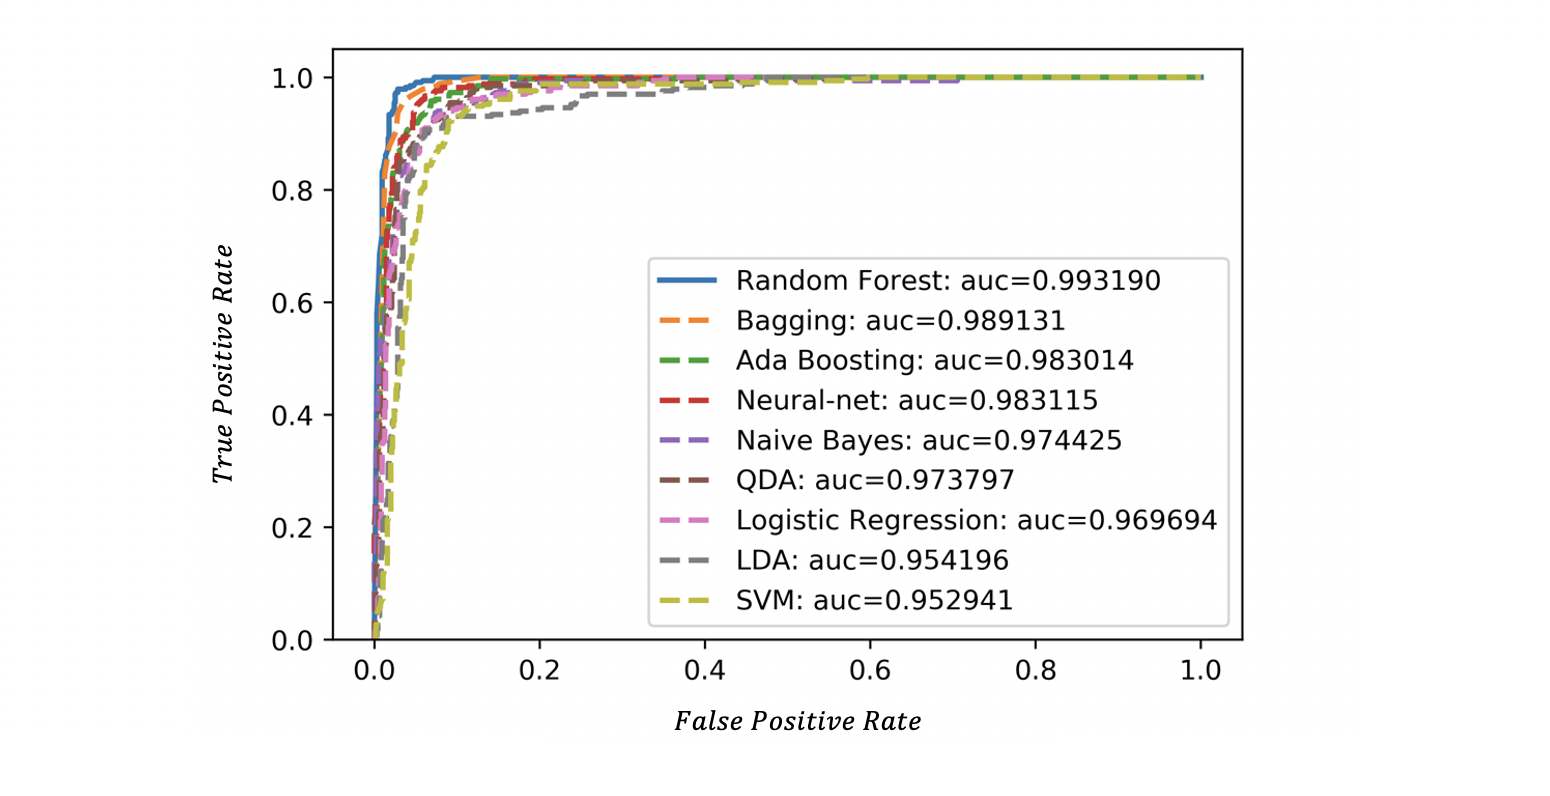 1.0
0.8
0.6
0.4
0.2
0.0
True Positive Rate
Random Forest: auc=0.993190
Bagging: auc=0.989131
Ada Boosting: auc=0.983014
Neural-net: auc=0.983115
Naive Bayes: auc=0.974425
QDA: auc=0.973797
Logistic Regression: auc=0.969694
LDA: auc=0.954196
SVM: auc=0.952941
0.0 0.2 0.4 0.6 0.8 1.0
False Positive Rate